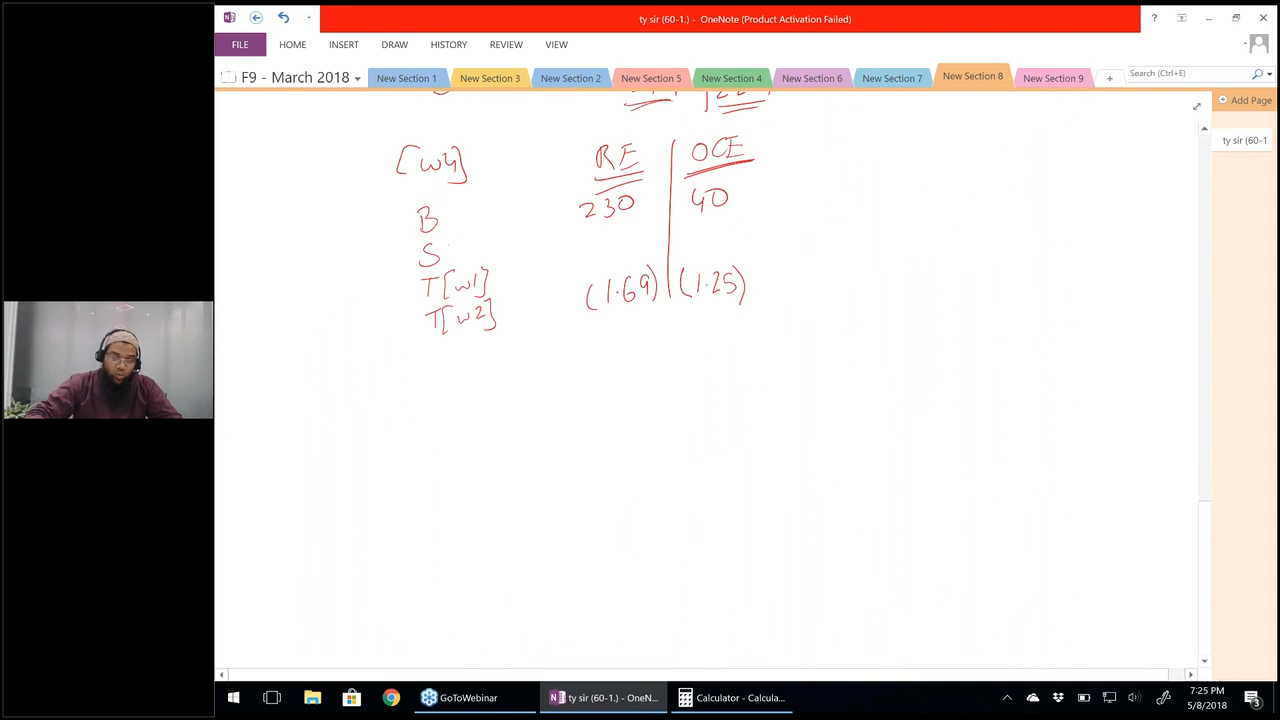 ty sir (60-1.) - OneNote (Product Activation Failed)
FILE HOME INSERT DRAW HISTORY REVIEW VIEW
F9 - March 2018 New Section 1 New Section 3 New Section 2 New Section 5 New Section 4 New Section 6 New Section 7 New Section 8 New Section 9 Search (Ctrl+E)
Add Page
ty sir (60-1
[W4] RE OCE
B 230 40
S
T[W1] (1.69) (1.25)
T[W2]
GoToWebinar ty sir (60-1.) - OneN... Calculator - Calcula...
7:25 PM
5/8/2018
3